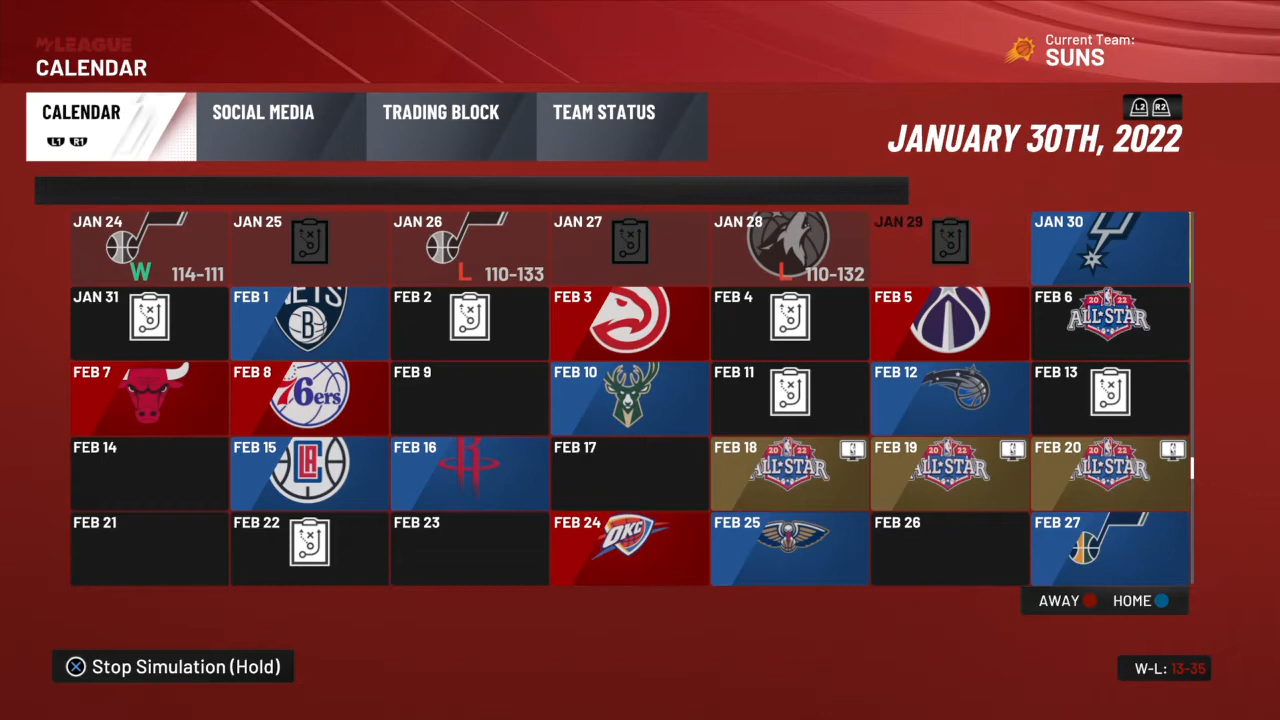 MyLEAGUE
CALENDAR
Current Team:
SUNS
CALENDAR
L1 R1
SOCIAL MEDIA
TRADING BLOCK
TEAM STATUS
L2 R2
JANUARY 30TH, 2022
JAN 24
W 114-111
JAN 25
JAN 26
L 110-133
JAN 27
JAN 28
L 110-132
JAN 29
JAN 30
JAN 31
FEB 1
NETS
B
FEB 2
FEB 3
FEB 4
FEB 5
FEB 6
2022
ALL★STAR
FEB 7
FEB 8
76ers
FEB 9
FEB 10
FEB 11
FEB 12
FEB 13
FEB 14
FEB 15
LA
FEB 16
R
FEB 17
FEB 18
2022
ALL★STAR
FEB 19
2022
ALL★STAR
FEB 20
2022
ALL★STAR
FEB 21
FEB 22
FEB 23
FEB 24
OKC
FEB 25
FEB 26
FEB 27
AWAY HOME
Stop Simulation (Hold)
W-L: 13-35